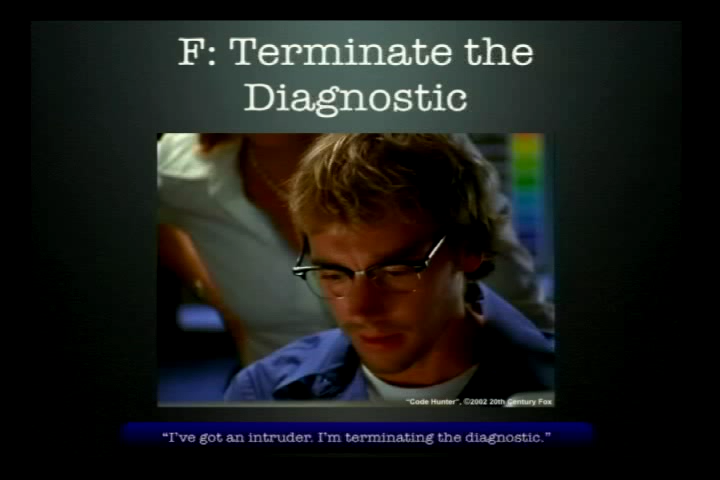 F: Terminate the
Diagnostic
"Code Hunter", ©2002 20th Century Fox
"I've got an intruder. I'm terminating the diagnostic."